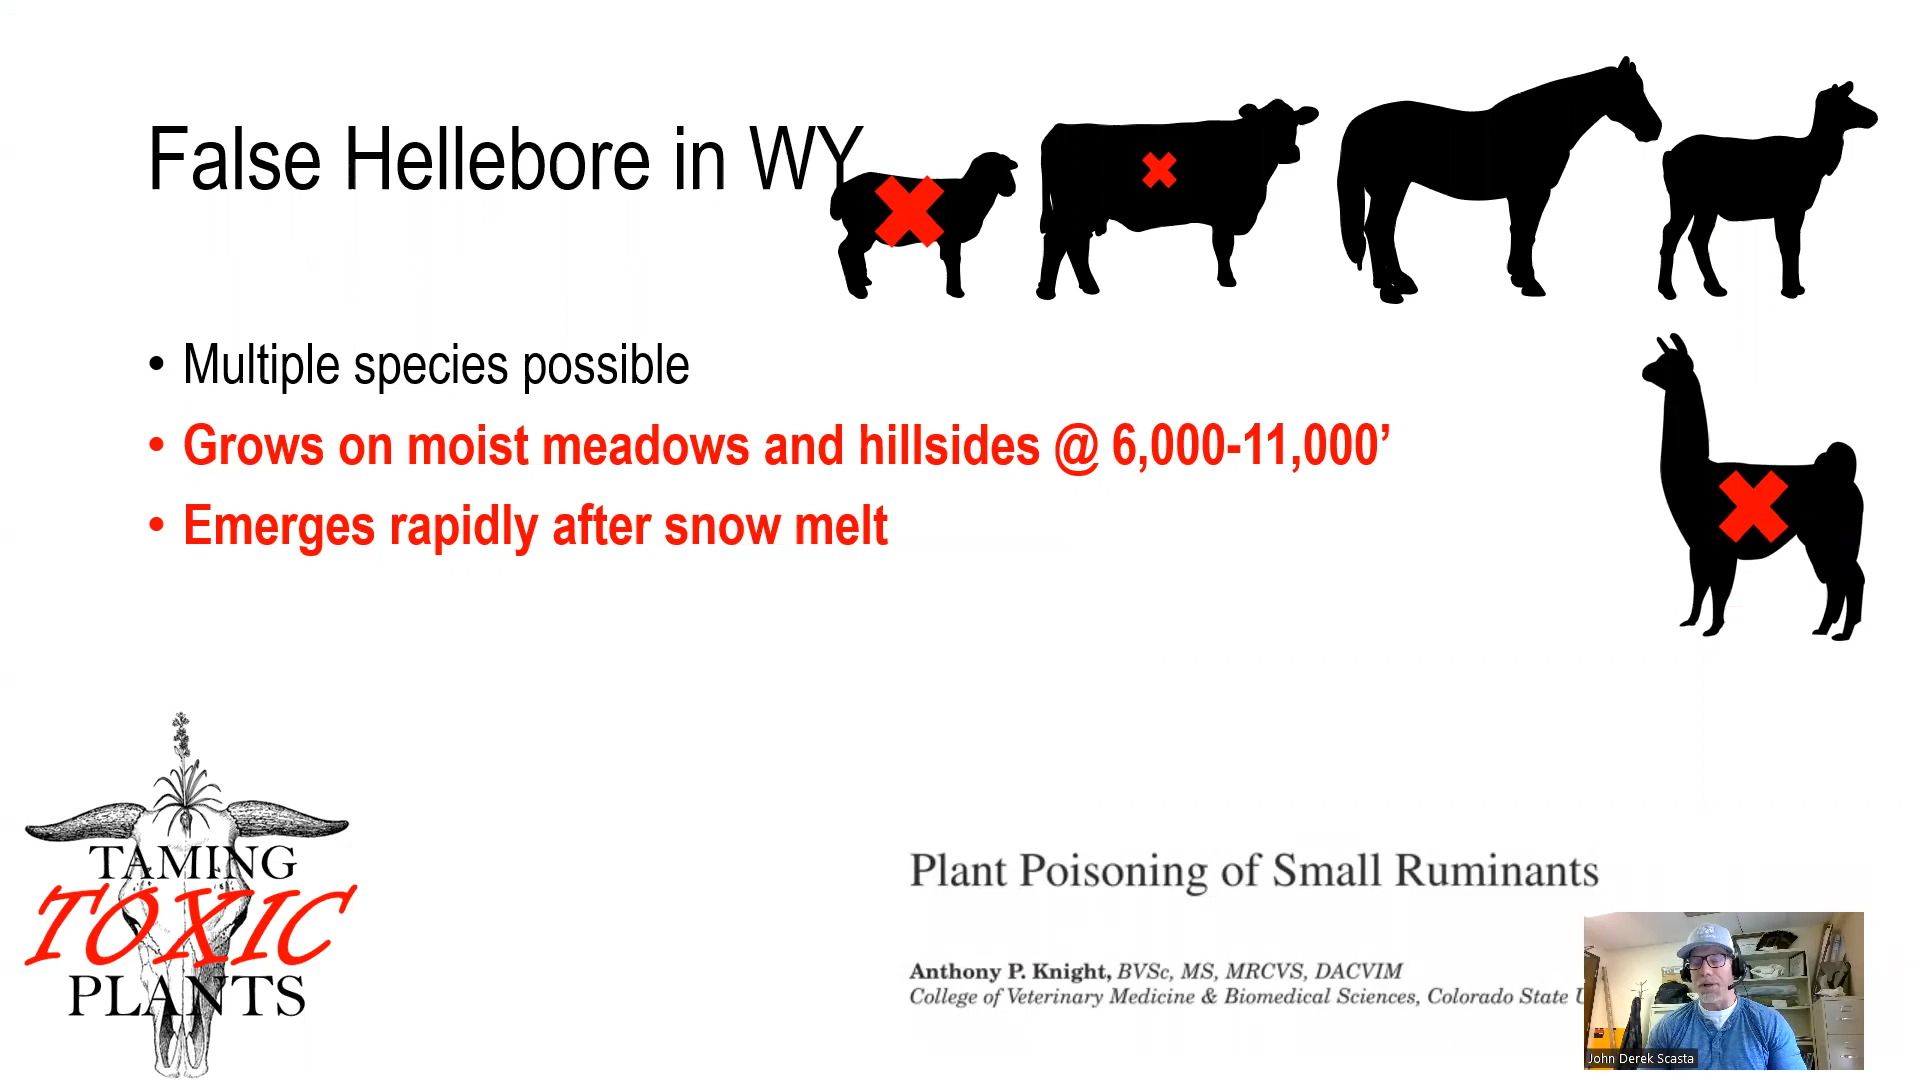 False Hellebore in WY
• Multiple species possible
• Grows on moist meadows and hillsides @ 6,000-11,000’
• Emerges rapidly after snow melt
TAMING
TOXIC
PLANTS
Plant Poisoning of Small Ruminants
Anthony P. Knight, BVSc, MS, MRCVS, DACVIM
College of Veterinary Medicine & Biomedical Sciences, Colorado State
John Derek Scasta